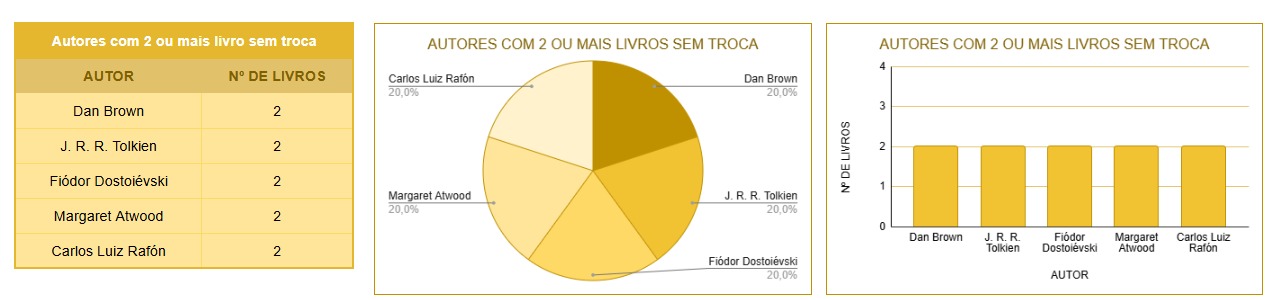 Autores com 2 ou mais livro sem troca
AUTOR Nº DE LIVROS
Dan Brown 2
J. R. R. Tolkien 2
Fiódor Dostoiévski 2
Margaret Atwood 2
Carlos Luiz Rafón 2
AUTORES COM 2 OU MAIS LIVROS SEM TROCA
Carlos Luiz Rafón
20,0%
Dan Brown
20,0%
Margaret Atwood
20,0%
J. R. R. Tolkien
20,0%
Fiódor Dostoiévski
20,0%
AUTORES COM 2 OU MAIS LIVROS SEM TROCA
Nº DE LIVROS
4
3
2
1
0
Dan Brown
J. R. R.
Tolkien
Fiódor
Dostoiévski
Margaret
Atwood
Carlos Luiz
Rafón
AUTOR